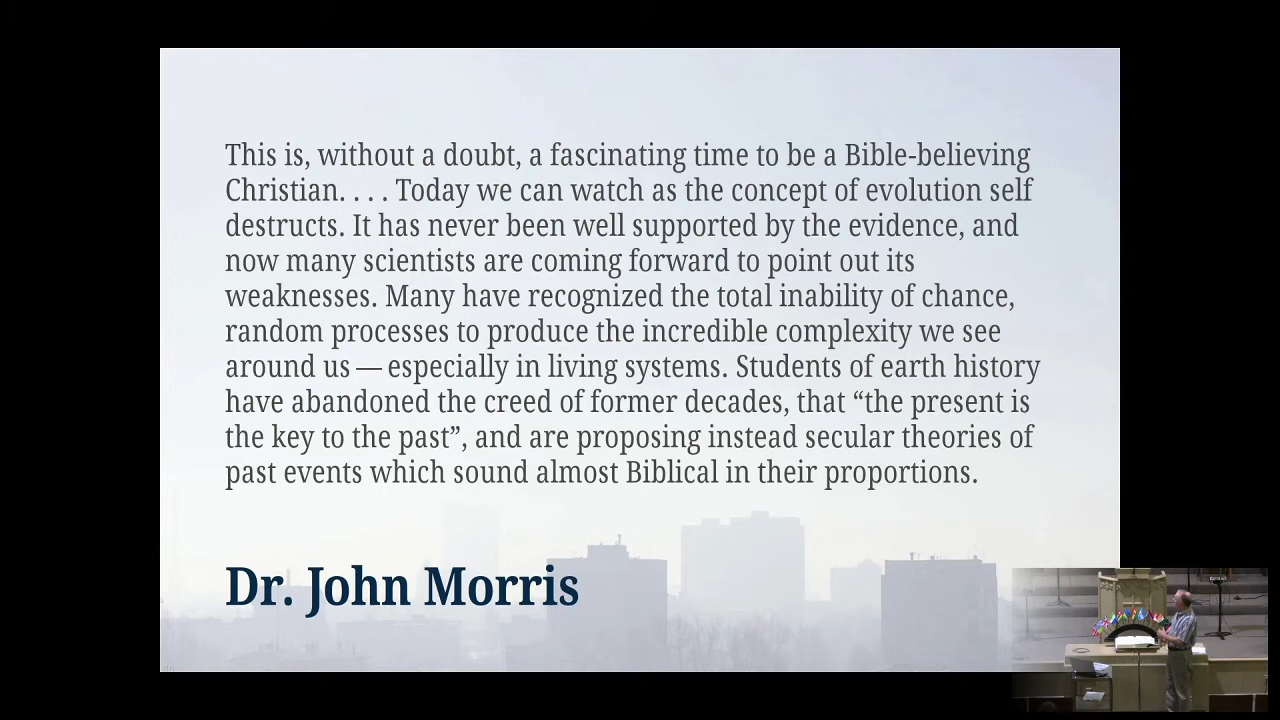 This is, without a doubt, a fascinating time to be a Bible-believing
Christian. . . . Today we can watch as the concept of evolution self
destructs. It has never been well supported by the evidence, and
now many scientists are coming forward to point out its
weaknesses. Many have recognized the total inability of chance,
random processes to produce the incredible complexity we see
around us — especially in living systems. Students of earth history
have abandoned the creed of former decades, that “the present is
the key to the past”, and are proposing instead secular theories of
past events which sound almost Biblical in their proportions.
Dr. John Morris